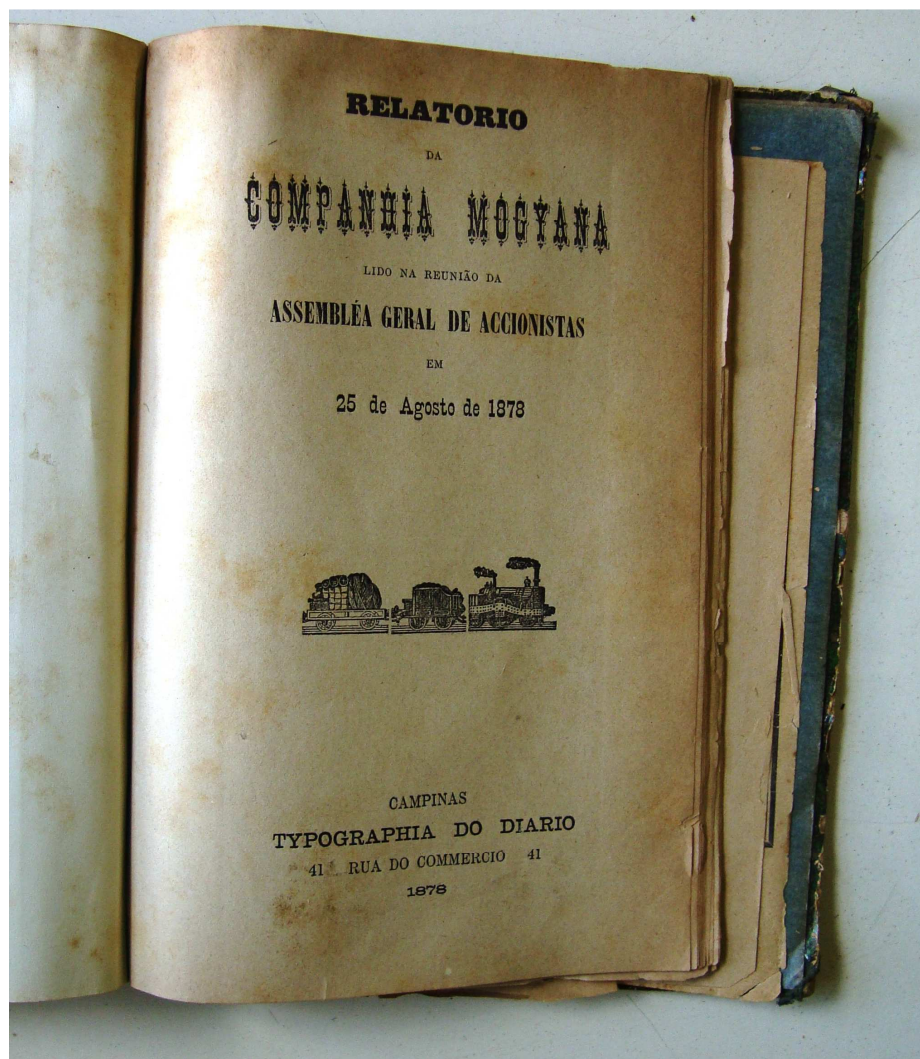 RELATORIO
DA
COMPANHIA MOGYANA
LIDO NA REUNIÃO DA
ASSEMBLÉA GERAL DE ACCIONISTAS
EM
25 de Agosto de 1878
CAMPINAS
TYPOGRAPHIA DO DIARIO
41 RUA DO COMMERCIO 41
1878